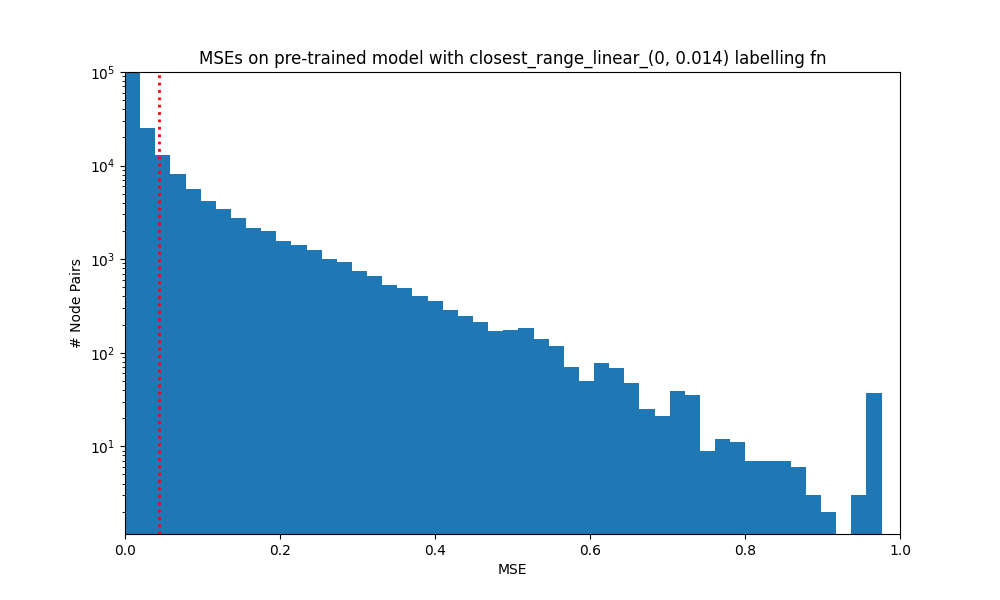 MSEs on pre-trained model with closest_range_linear_(0, 0.014) labelling fn
10^5
10^4
10^3
10^2
10^1
# Node Pairs
0.0 0.2 0.4 0.6 0.8 1.0
MSE